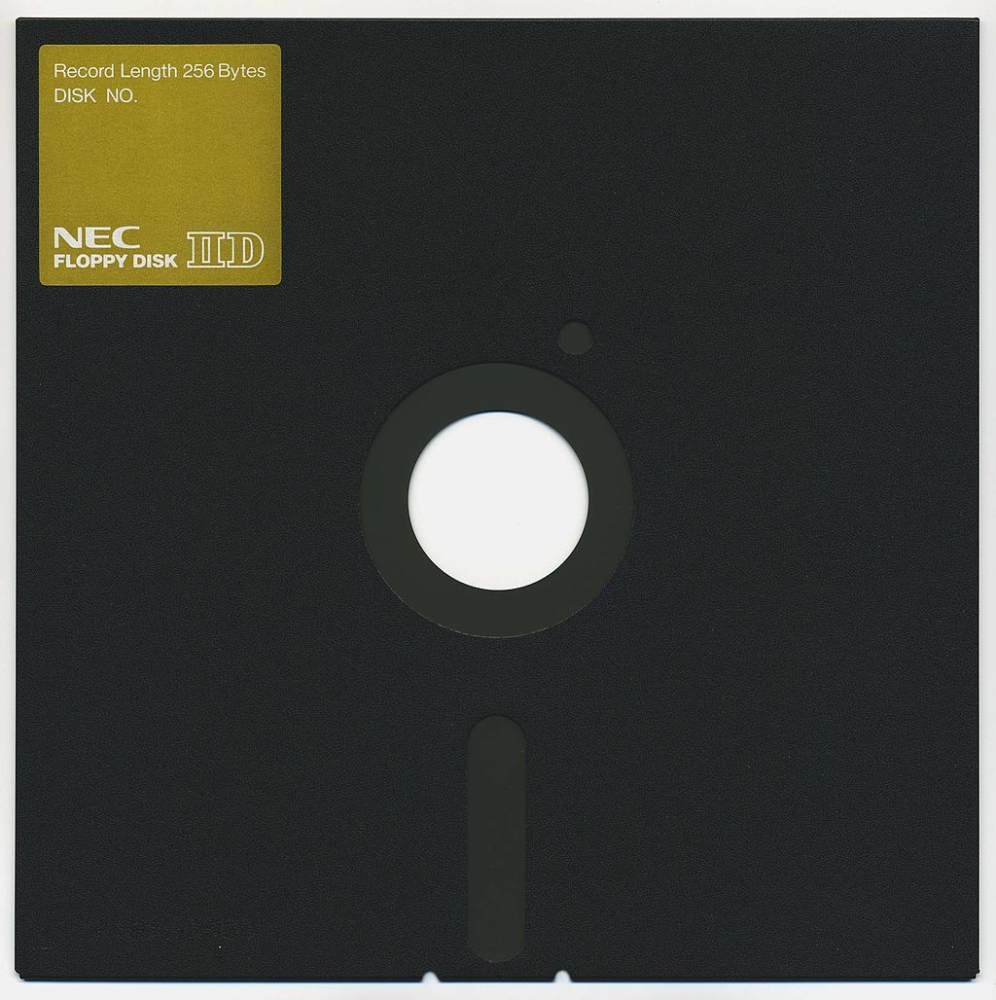 Record Length 256 Bytes
DISK NO.
NEC
FLOPPY DISK IID